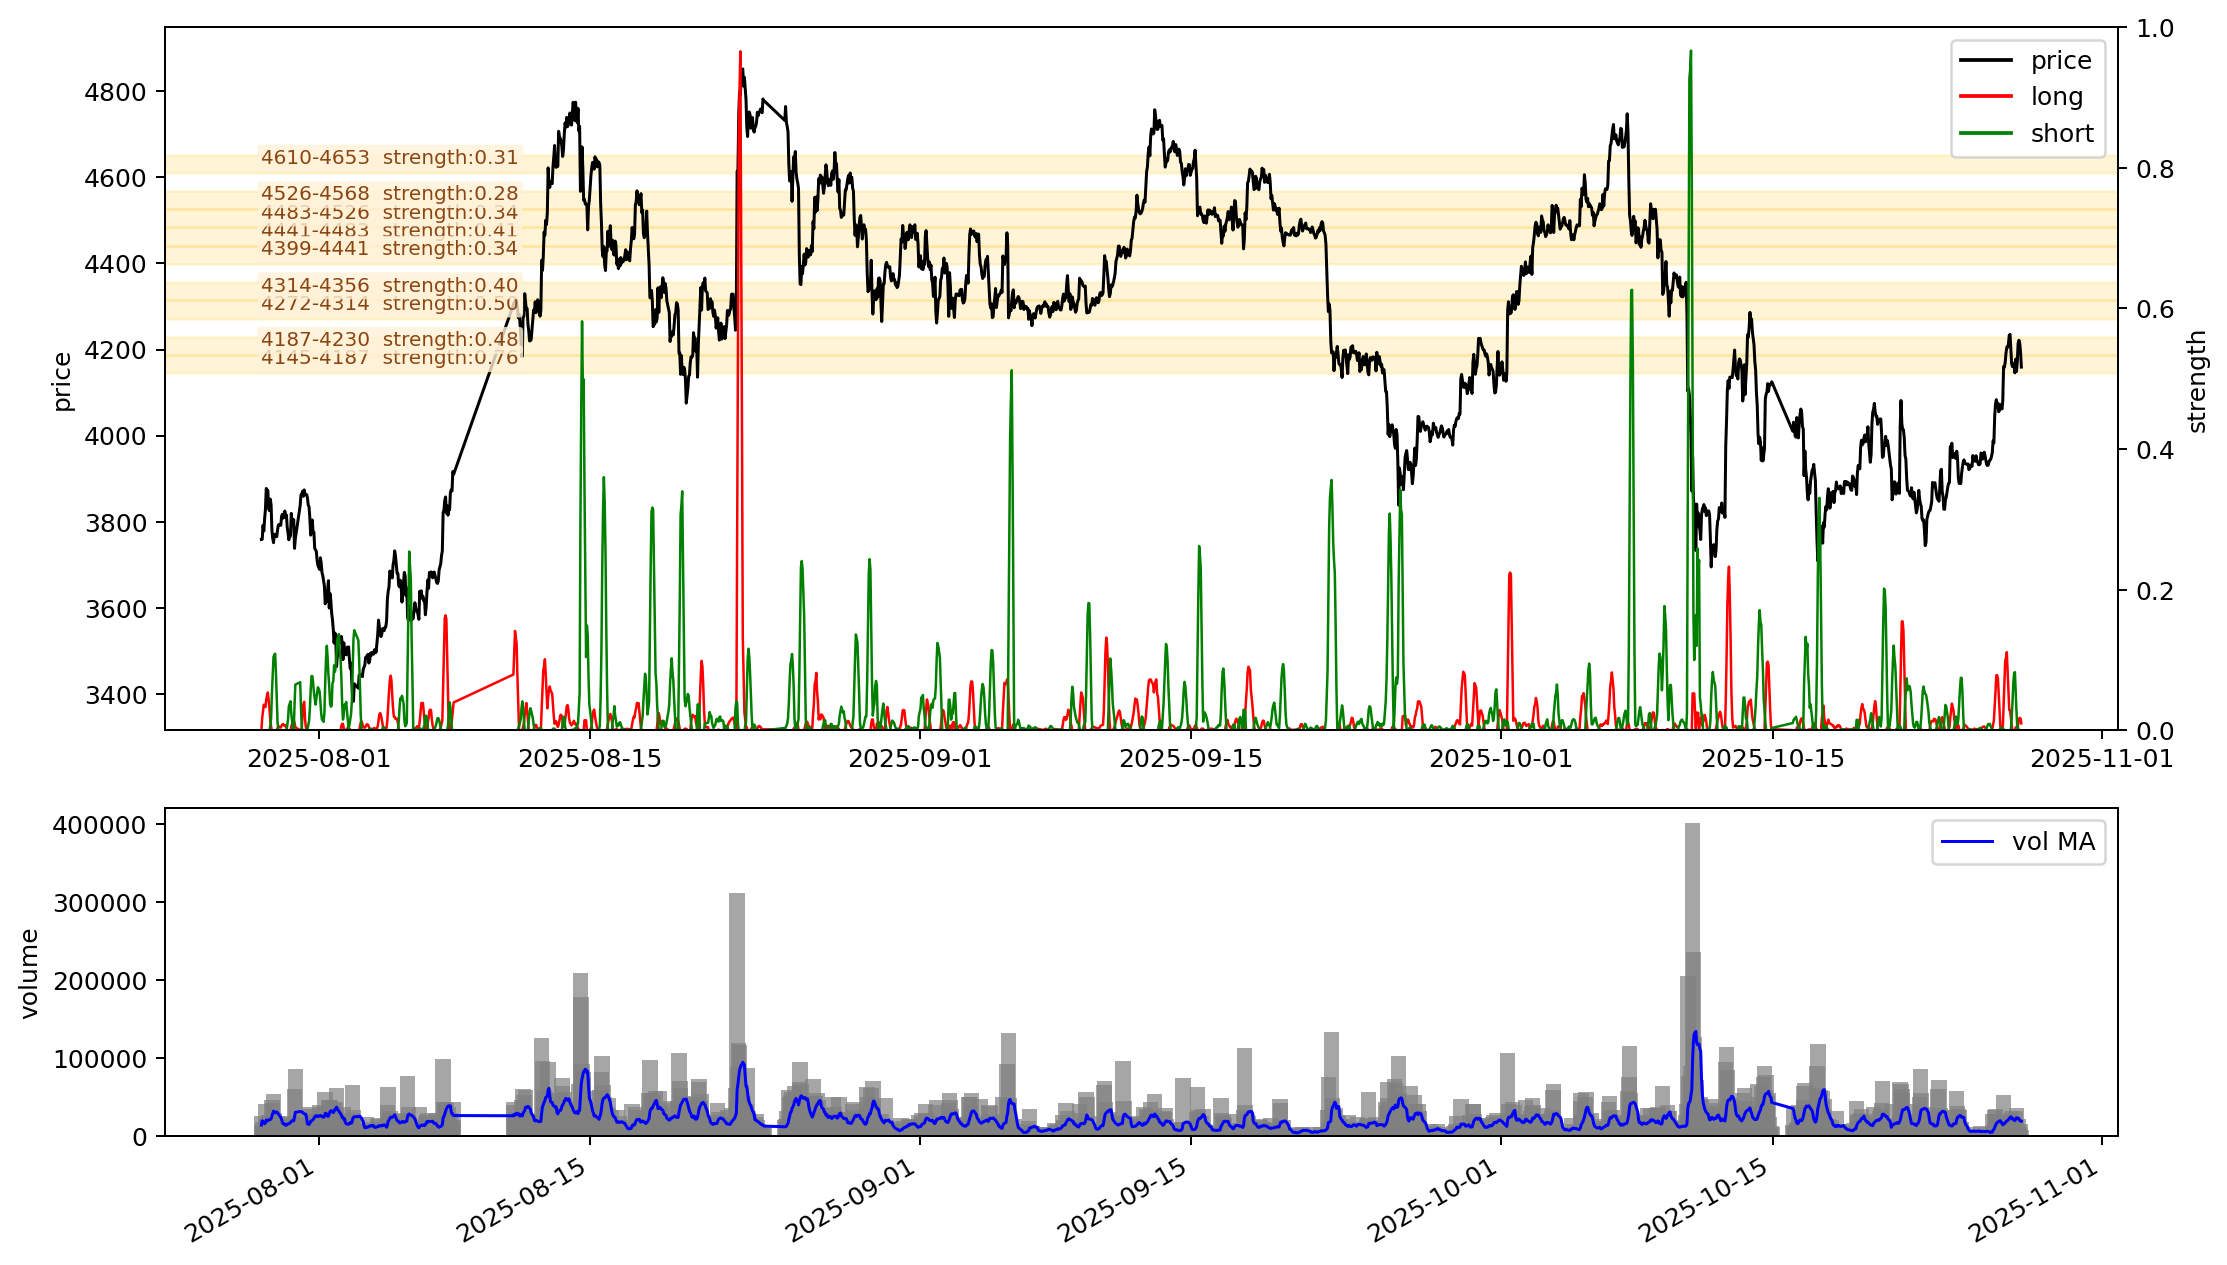 price
long
short
4800
4600
4400
4200
4000
3800
3600
3400
price
4610-4653 strength:0.31
4526-4568 strength:0.28
4483-4526 strength:0.34
4441-4483 strength:0.41
4399-4441 strength:0.34
4314-4356 strength:0.40
4272-4314 strength:0.50
4187-4230 strength:0.48
4145-4187 strength:0.76
1.0
0.8
0.6
0.4
0.2
0.0
strength
2025-08-01 2025-08-15 2025-09-01 2025-09-15 2025-10-01 2025-10-15 2025-11-01
vol MA
400000
300000
200000
100000
0
volume
2025-08-01 2025-08-15 2025-09-01 2025-09-15 2025-10-01 2025-10-15 2025-11-01